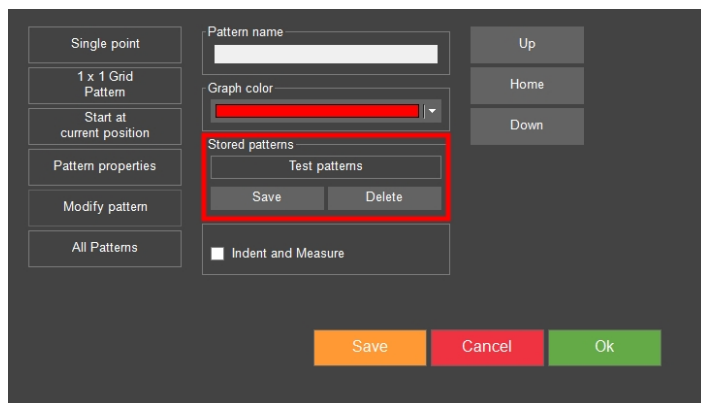 Single point
1 x 1 Grid
Pattern
Start at
current position
Pattern properties
Modify pattern
All Patterns
Pattern name
Graph color
Stored patterns
Test patterns
Save
Delete
Indent and Measure
Up
Home
Down
Save
Cancel
Ok